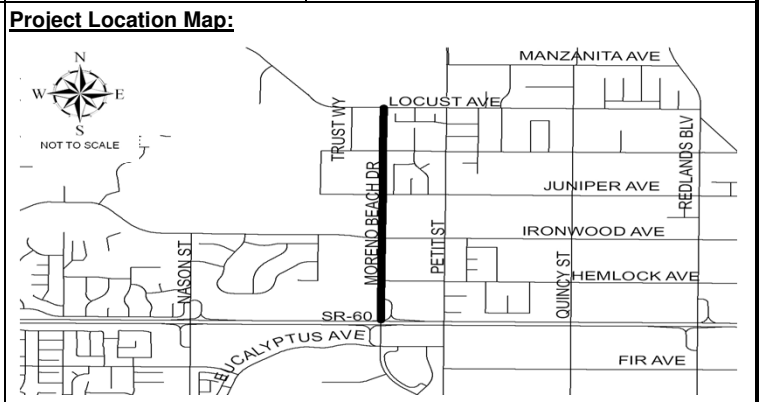 Project Location Map:
N
W E
S
NOT TO SCALE
MANZANITA AVE
LOCUST AVE
TRUST WY
REDLANDS BLV
MORENO BEACH DR
JUNIPER AVE
PETIT ST
IRONWOOD AVE
NASON ST
QUINCY ST
HEMLOCK AVE
SR-60
EUCALYPTUS AVE
FIR AVE